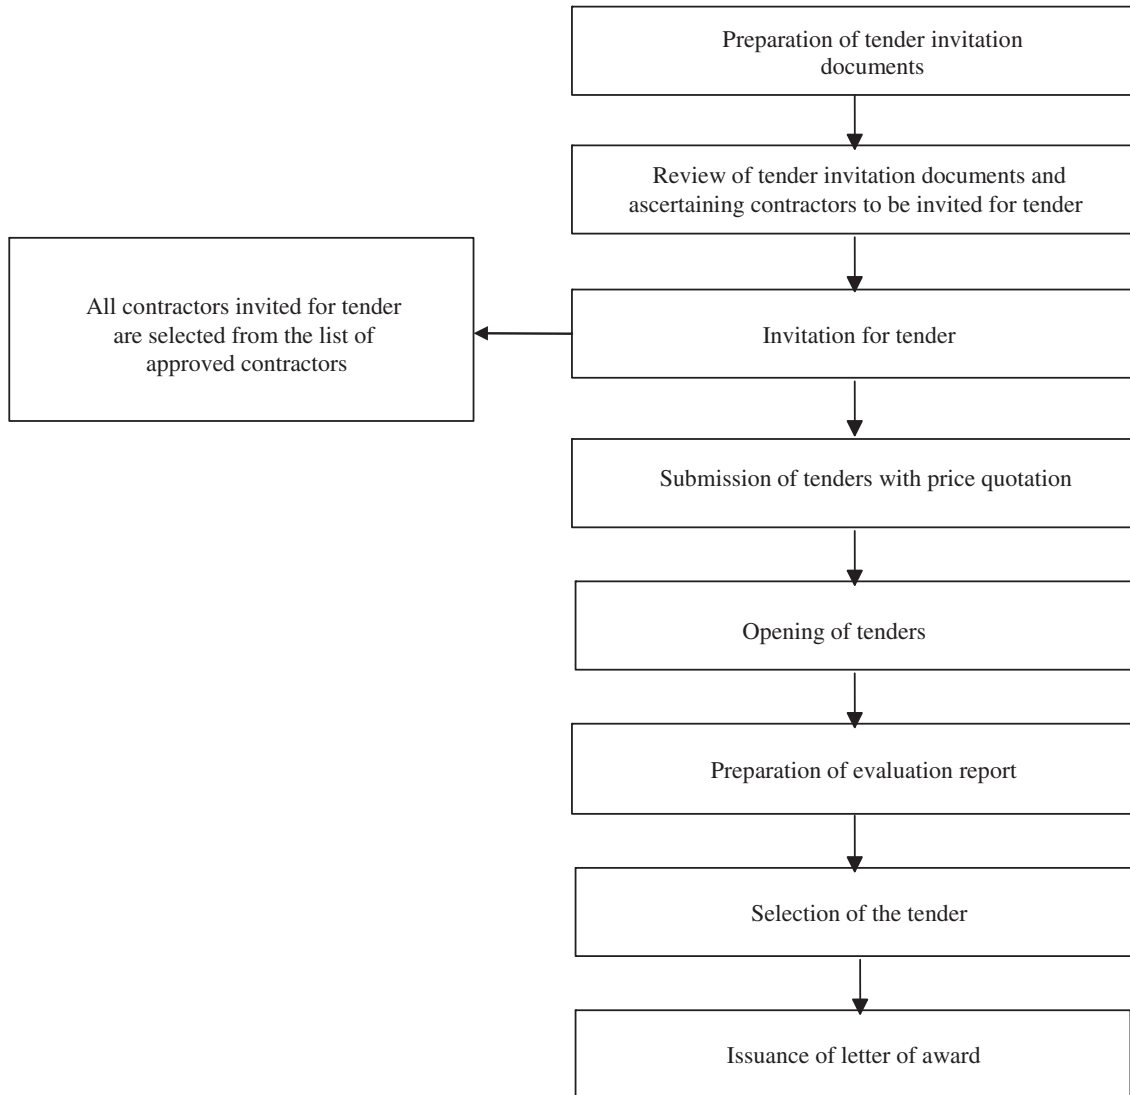 Preparation of tender invitation
documents
Review of tender invitation documents and
ascertaining contractors to be invited for tender
All contractors invited for tender
are selected from the list of
approved contractors
Invitation for tender
Submission of tenders with price quotation
Opening of tenders
Preparation of evaluation report
Selection of the tender
Issuance of letter of award